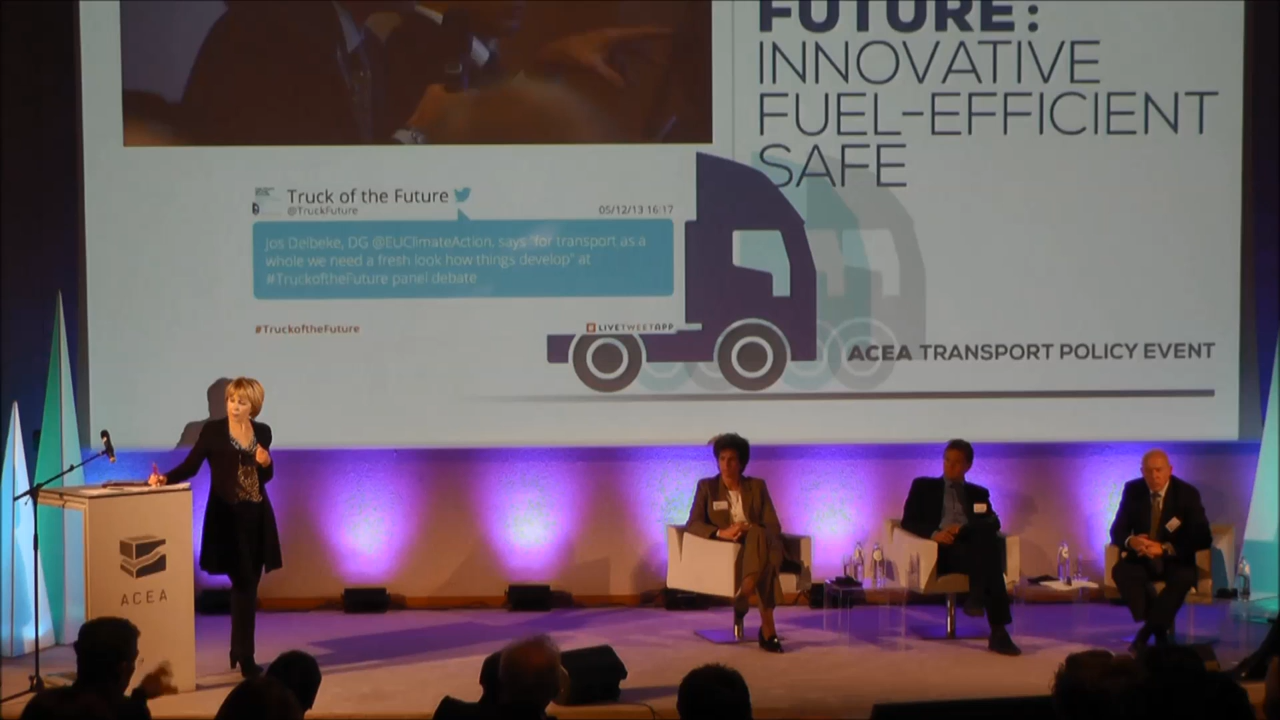 FUTURE:
INNOVATIVE
FUEL-EFFICIENT
SAFE
Truck of the Future
@TruckFuture
05/12/13 16:17
Jos Delbeke, DG @EUClimateAction, says "for transport as a
whole we need a fresh look how things develop" at
#TruckoftheFuture panel debate
#TruckoftheFuture
LIVETWEETAPP
ACEA TRANSPORT POLICY EVENT
ACEA